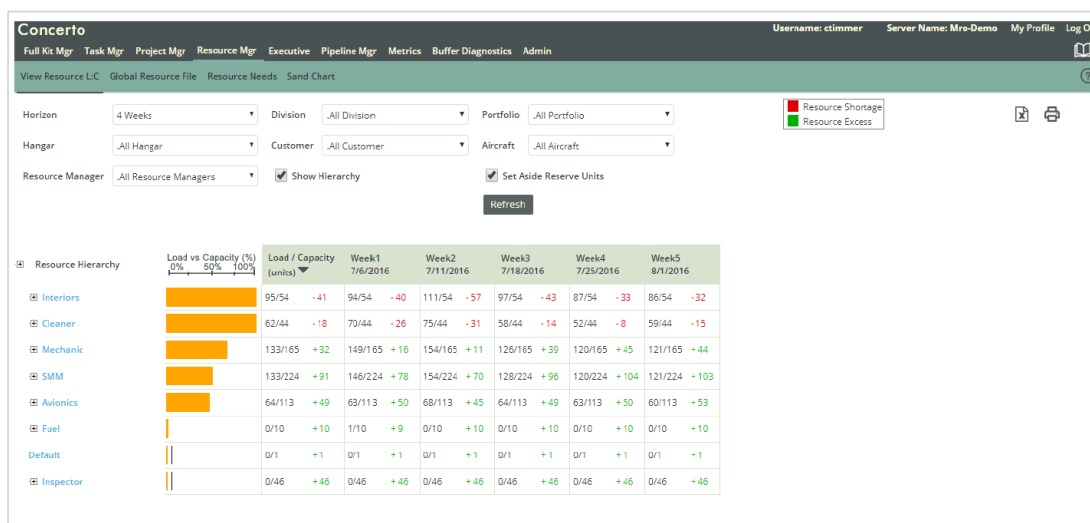 Concerto
Username: ctimmer Server Name: Mro-Demo My Profile Log O
Full Kit Mgr Task Mgr Project Mgr Resource Mgr Executive Pipeline Mgr Metrics Buffer Diagnostics Admin
View Resource L:C Global Resource File Resource Needs Sand Chart ?
Horizon 4 Weeks Division .All Division Portfolio .All Portfolio
Resource Shortage
Resource Excess
Hangar .All Hangar Customer .All Customer Aircraft .All Aircraft
Resource Manager .All Resource Managers Show Hierarchy Set Aside Reserve Units
Refresh
Resource Hierarchy
Load vs Capacity (%)
0% 50% 100%
Load / Capacity (units)
Week1 7/6/2016
Week2 7/11/2016
Week3 7/18/2016
Week4 7/25/2016
Week5 8/1/2016
Interiors 95/54 - 41 94/54 - 40 111/54 - 57 97/54 - 43 87/54 - 33 86/54 - 32
Cleaner 62/44 - 18 70/44 - 26 75/44 - 31 58/44 - 14 52/44 - 8 59/44 - 15
Mechanic 133/165 + 32 149/165 + 16 154/165 + 11 126/165 + 39 120/165 + 45 121/165 + 44
SMM 133/224 + 91 146/224 + 78 154/224 + 70 128/224 + 96 120/224 + 104 121/224 + 103
Avionics 64/113 + 49 63/113 + 50 68/113 + 45 64/113 + 49 63/113 + 50 60/113 + 53
Fuel 0/10 + 10 1/10 + 9 0/10 + 10 0/10 + 10 0/10 + 10 0/10 + 10
Default 0/1 + 1 0/1 + 1 0/1 + 1 0/1 + 1 0/1 + 1 0/1 + 1
Inspector 0/46 + 46 0/46 + 46 0/46 + 46 0/46 + 46 0/46 + 46 0/46 + 46